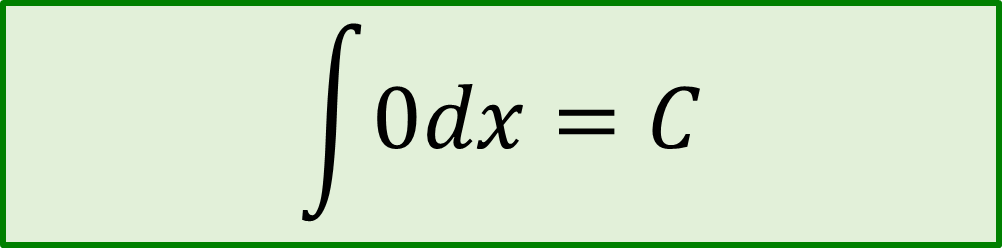 ∫ 0dx = C